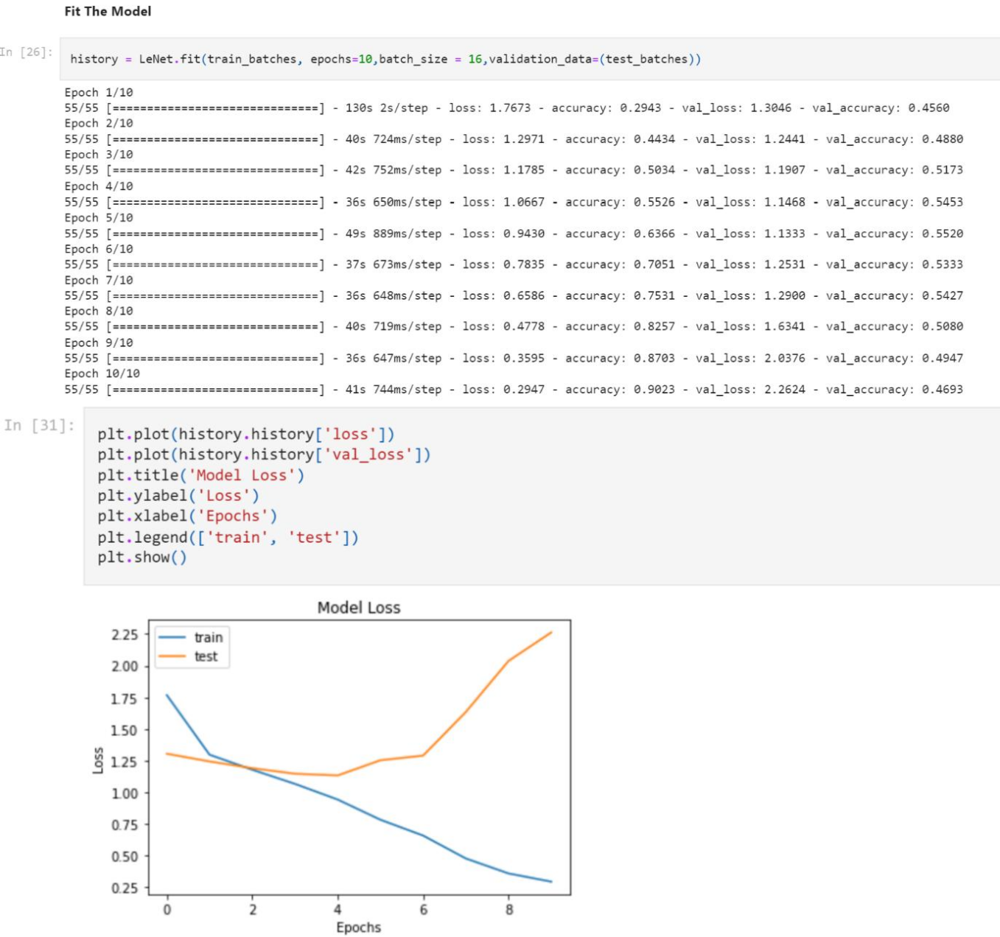 Fit The Model
In [26]:
history = LeNet.fit(train_batches, epochs=10,batch_size = 16,validation_data=(test_batches))
Epoch 1/10
55/55 [==============================] - 130s 2s/step - loss: 1.7673 - accuracy: 0.2943 - val_loss: 1.3046 - val_accuracy: 0.4560
Epoch 2/10
55/55 [==============================] - 40s 724ms/step - loss: 1.2971 - accuracy: 0.4434 - val_loss: 1.2441 - val_accuracy: 0.4880
Epoch 3/10
55/55 [==============================] - 42s 752ms/step - loss: 1.1785 - accuracy: 0.5034 - val_loss: 1.1907 - val_accuracy: 0.5173
Epoch 4/10
55/55 [==============================] - 36s 650ms/step - loss: 1.0667 - accuracy: 0.5526 - val_loss: 1.1468 - val_accuracy: 0.5453
Epoch 5/10
55/55 [==============================] - 49s 889ms/step - loss: 0.9430 - accuracy: 0.6366 - val_loss: 1.1333 - val_accuracy: 0.5520
Epoch 6/10
55/55 [==============================] - 37s 673ms/step - loss: 0.7835 - accuracy: 0.7051 - val_loss: 1.2531 - val_accuracy: 0.5333
Epoch 7/10
55/55 [==============================] - 36s 648ms/step - loss: 0.6586 - accuracy: 0.7531 - val_loss: 1.2900 - val_accuracy: 0.5427
Epoch 8/10
55/55 [==============================] - 40s 719ms/step - loss: 0.4778 - accuracy: 0.8257 - val_loss: 1.6341 - val_accuracy: 0.5080
Epoch 9/10
55/55 [==============================] - 36s 647ms/step - loss: 0.3595 - accuracy: 0.8703 - val_loss: 2.0376 - val_accuracy: 0.4947
Epoch 10/10
55/55 [==============================] - 41s 744ms/step - loss: 0.2947 - accuracy: 0.9023 - val_loss: 2.2624 - val_accuracy: 0.4693
In [31]:
plt.plot(history.history['loss'])
plt.plot(history.history['val_loss'])
plt.title('Model Loss')
plt.ylabel('Loss')
plt.xlabel('Epochs')
plt.legend(['train', 'test'])
plt.show()
Model Loss
train
test
2.25
2.00
1.75
1.50
1.25
1.00
0.75
0.50
0.25
Loss
0 2 4 6 8
Epochs